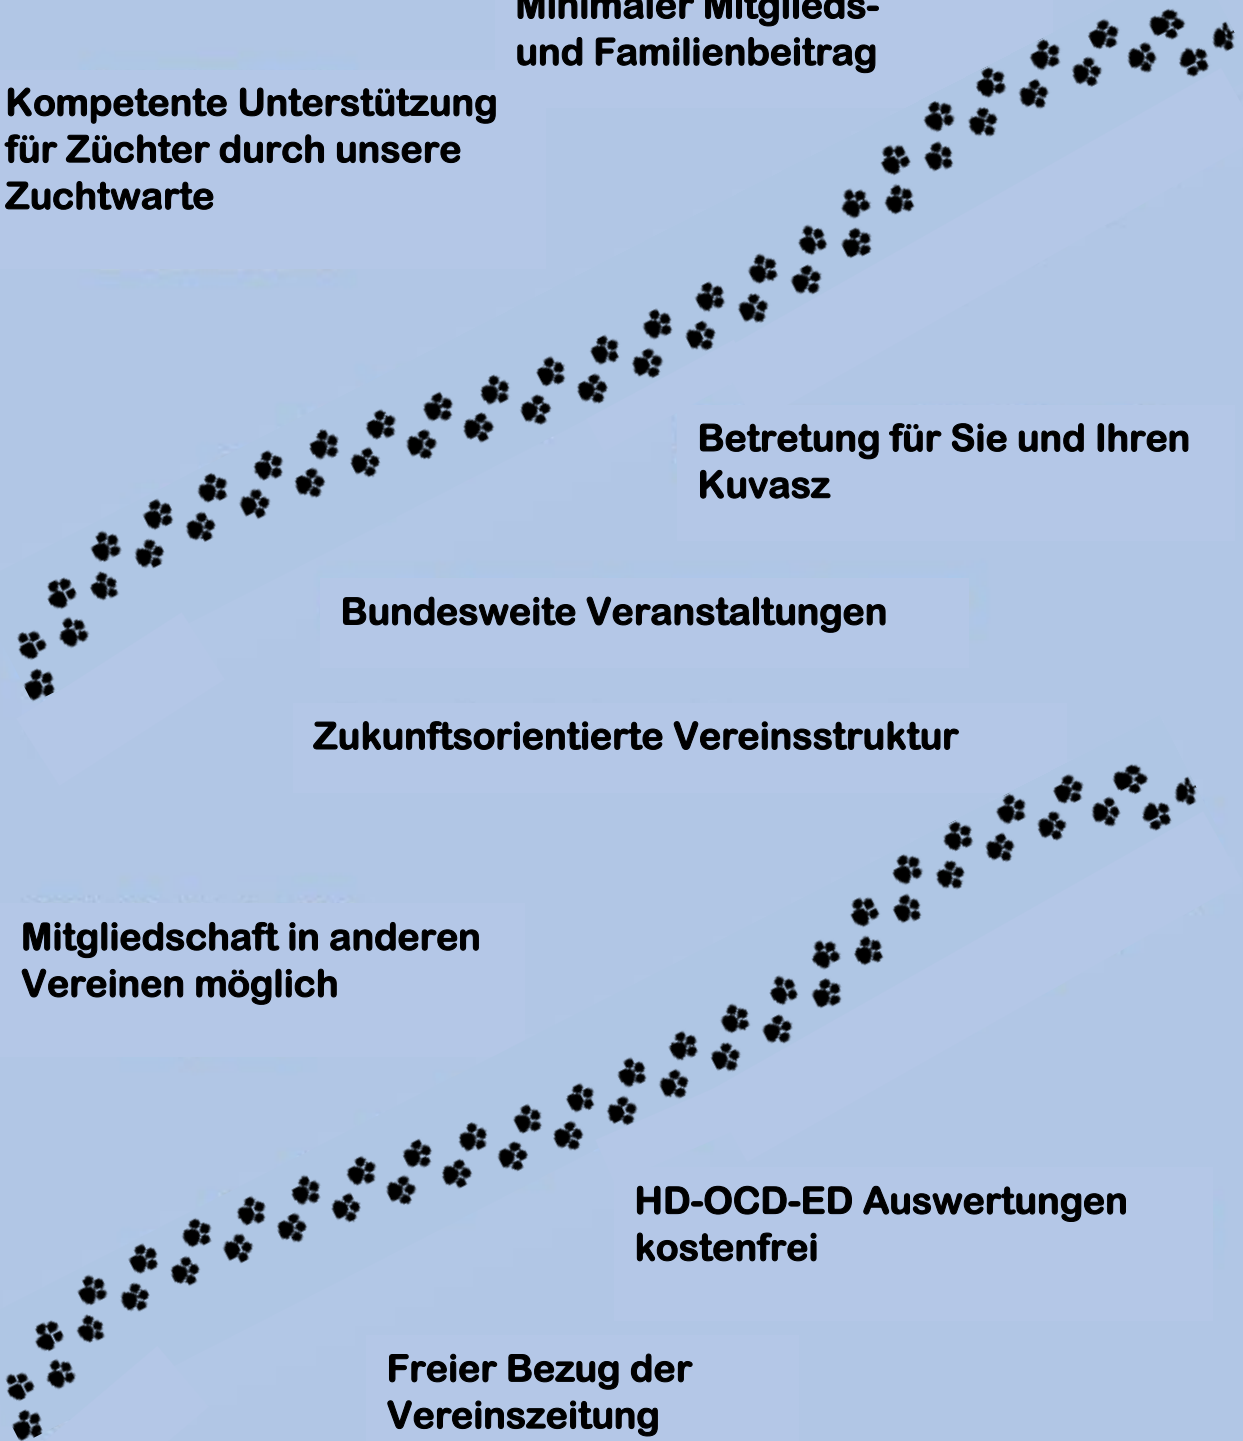 Minimaler Mitglieds-
und Familienbeitrag
Kompetente Unterstützung
für Züchter durch unsere
Zuchtwarte
Betretung für Sie und Ihren
Kuvasz
Bundesweite Veranstaltungen
Zukunftsorientierte Vereinsstruktur
Mitgliedschaft in anderen
Vereinen möglich
HD-OCD-ED Auswertungen
kostenfrei
Freier Bezug der
Vereinszeitung